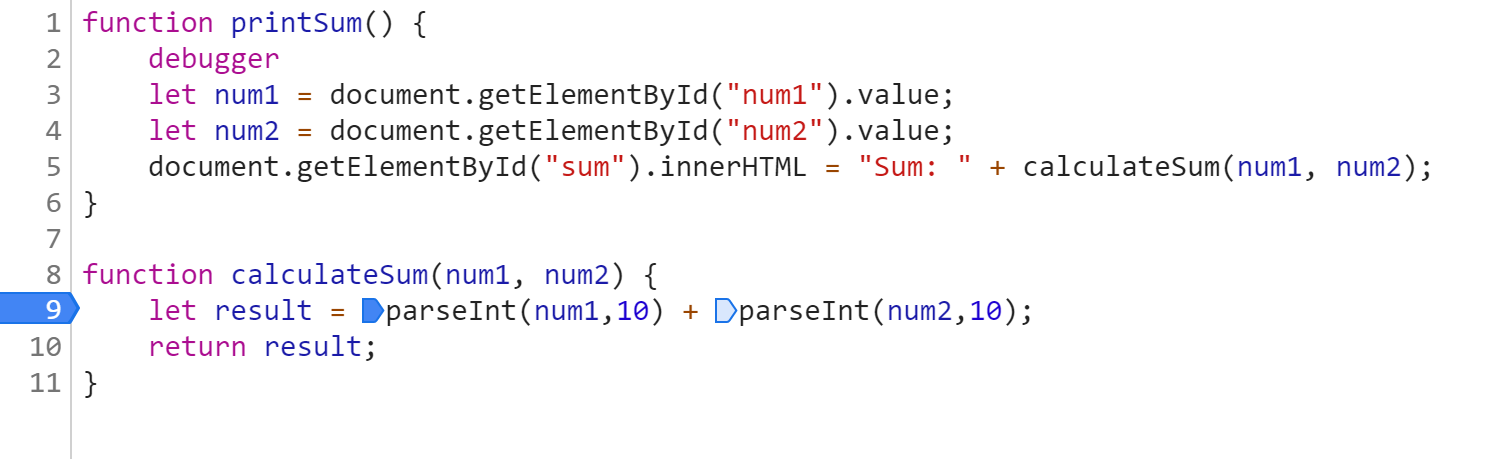 1 function printSum() {
2     debugger
3     let num1 = document.getElementById("num1").value;
4     let num2 = document.getElementById("num2").value;
5     document.getElementById("sum").innerHTML = "Sum: " + calculateSum(num1, num2);
6 }
7
8 function calculateSum(num1, num2) {
9     let result = parseInt(num1,10) + parseInt(num2,10);
10     return result;
11 }